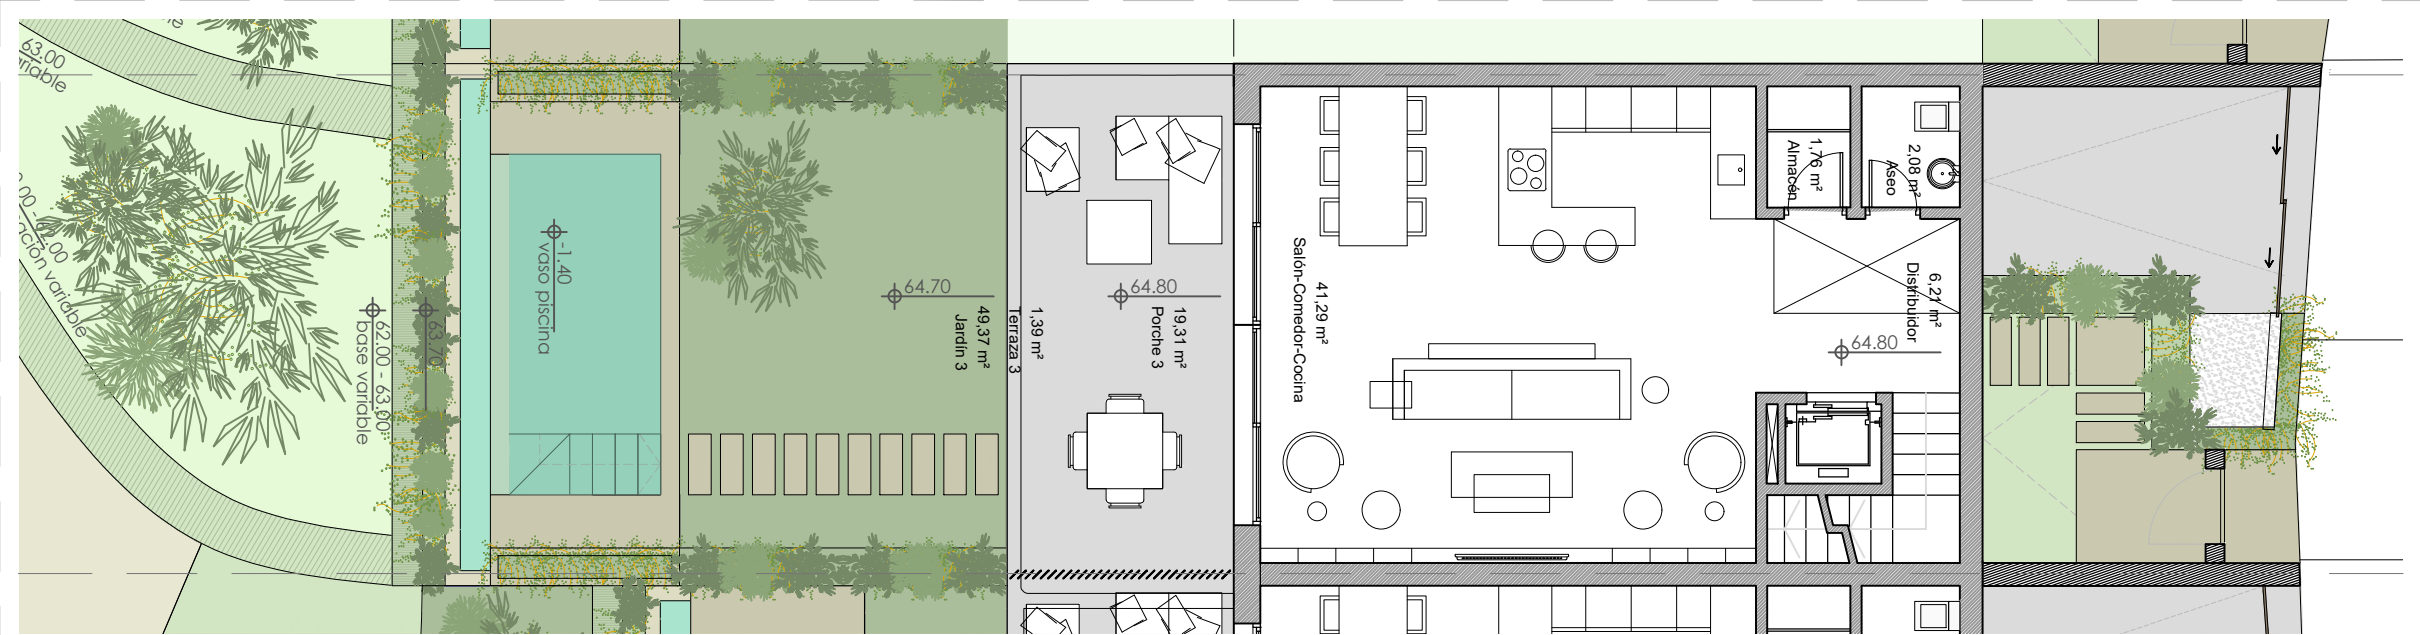 63.00
variable
62.00 - 63.00
base variable
63.70
-1.40
vaso piscina
64.70
49,37 m²
Jardín 3
1,39 m²
Terraza 3
64.80
19,31 m²
Porche 3
41,29 m²
Salón-Comedor-Cocina
1,76 m²
Almacén
2,08 m²
Aseo
6,21 m²
Distribuidor
64.80